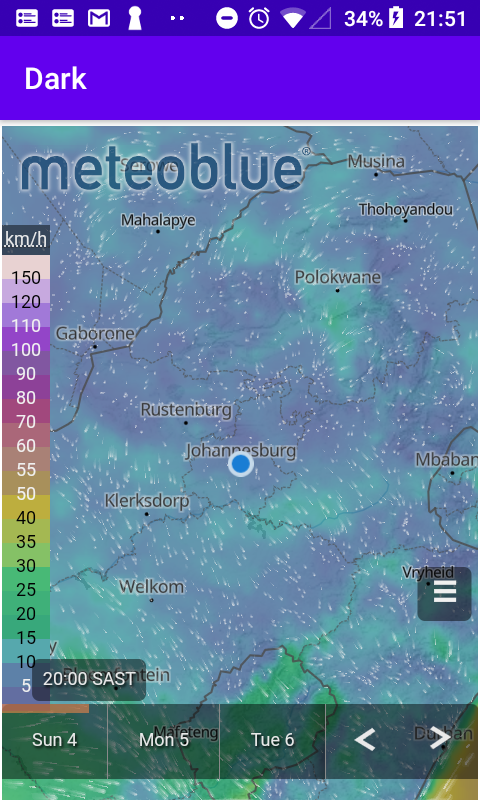 34% 21:51
Dark
meteoblue®
Serowe
Musina
Mahalapye
Thohoyandou
km/h
Polokwane
150
120
110
Gaborone
100
90
80
Rustenburg
70
60
Johannesburg
55
Mbaban
50
Klerksdorp
40
35
30
Vryheid
25
Welkom
20
15
10
5
20:00 SAST
Sun 4
Mon 5
Tue 6
Mafeteng
Durban